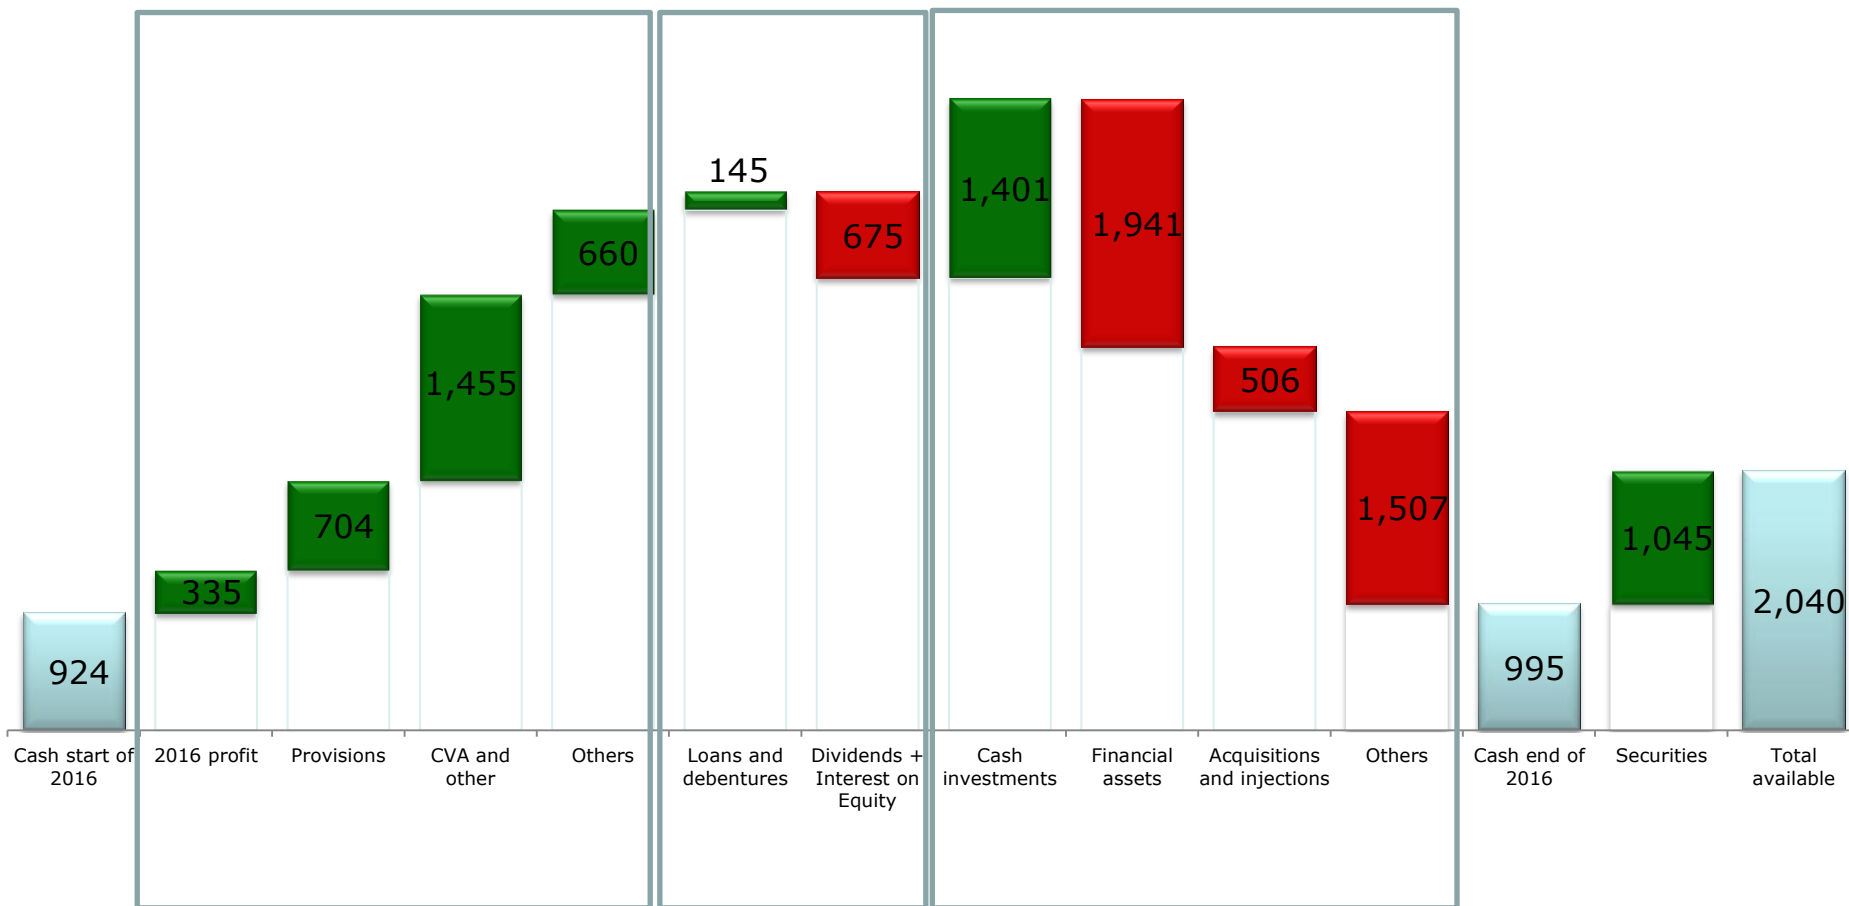 145
1,401
675
1,941
660
1,455
506
704
1,507
1,045
335
924
995
2,040
Cash start of
2016
2016 profit
Provisions
CVA and
other
Others
Loans and
debentures
Dividends +
Interest on
Equity
Cash
investments
Financial
assets
Acquisitions
and injections
Others
Cash end of
2016
Securities
Total
available